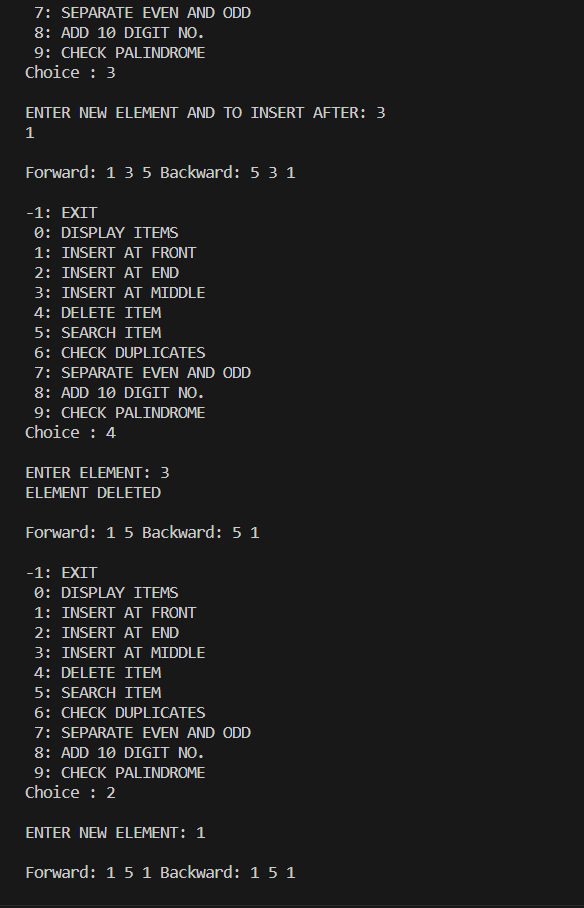 7: SEPARATE EVEN AND ODD
 8: ADD 10 DIGIT NO.
 9: CHECK PALINDROME
Choice : 3
ENTER NEW ELEMENT AND TO INSERT AFTER: 3
1
Forward: 1 3 5 Backward: 5 3 1
-1: EXIT
 0: DISPLAY ITEMS
 1: INSERT AT FRONT
 2: INSERT AT END
 3: INSERT AT MIDDLE
 4: DELETE ITEM
 5: SEARCH ITEM
 6: CHECK DUPLICATES
 7: SEPARATE EVEN AND ODD
 8: ADD 10 DIGIT NO.
 9: CHECK PALINDROME
Choice : 4
ENTER ELEMENT: 3
ELEMENT DELETED
Forward: 1 5 Backward: 5 1
-1: EXIT
 0: DISPLAY ITEMS
 1: INSERT AT FRONT
 2: INSERT AT END
 3: INSERT AT MIDDLE
 4: DELETE ITEM
 5: SEARCH ITEM
 6: CHECK DUPLICATES
 7: SEPARATE EVEN AND ODD
 8: ADD 10 DIGIT NO.
 9: CHECK PALINDROME
Choice : 2
ENTER NEW ELEMENT: 1
Forward: 1 5 1 Backward: 1 5 1